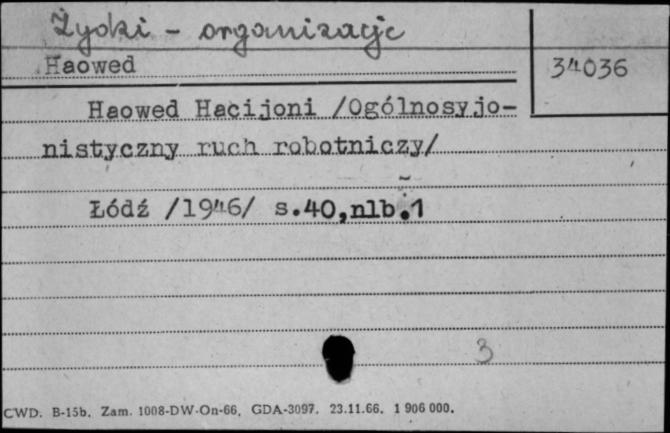 Żydzi - organizacje
Haowed
34036
Haowed Hacijoni /Ogólnosyjo-
nistyczny ruch robotniczy/
Łódź /1946/ s.40,nlb.1
3
CWD. B-15b. Zam. 1008-DW-On-66. GDA-3097. 23.11.66. 1 906 000.